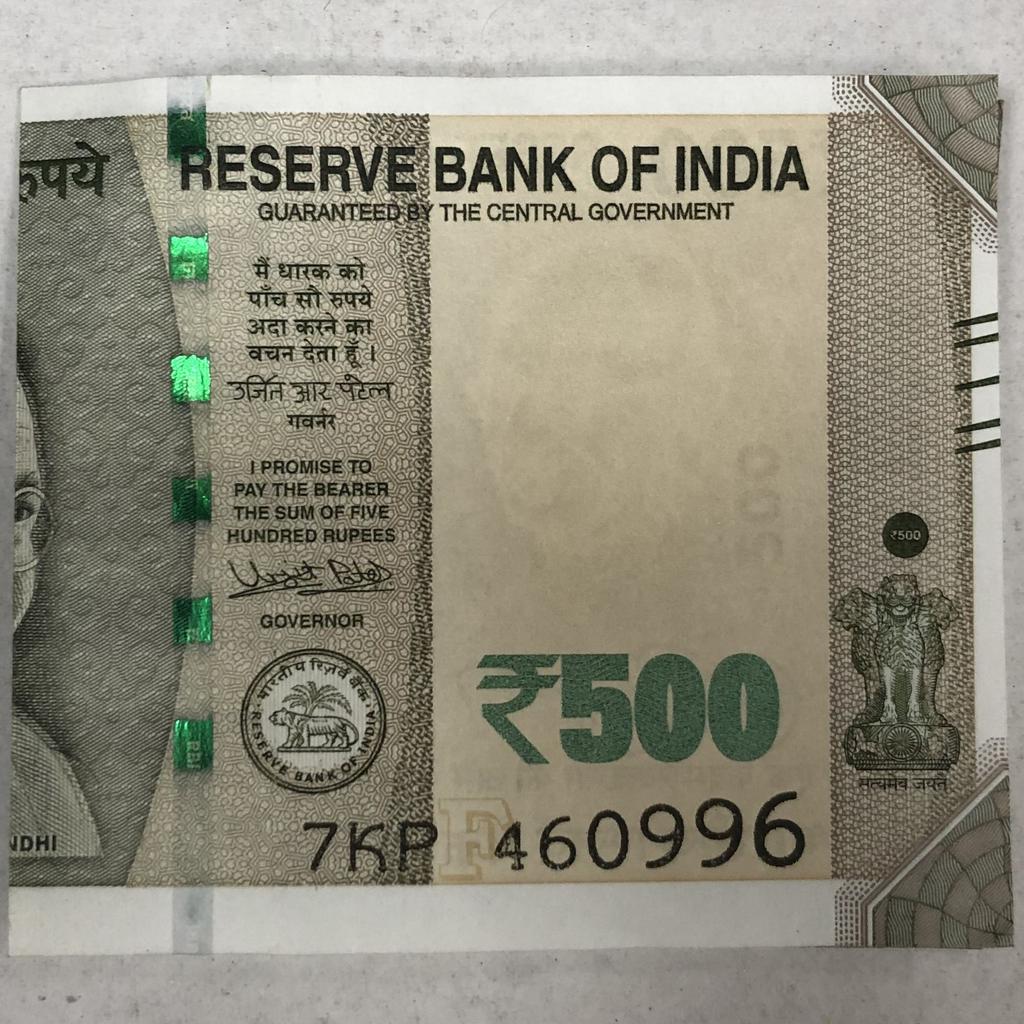 रुपये
RESERVE BANK OF INDIA
GUARANTEED BY THE CENTRAL GOVERNMENT
मैं धारक को
पाँच सौ रुपये
अदा करने का
वचन देता हूँ ।
उर्जित आर पटेल
गवर्नर
I PROMISE TO
PAY THE BEARER
THE SUM OF FIVE
HUNDRED RUPEES
Urjit Patel
GOVERNOR
भारतीय रिज़र्व बैंक
RESERVE BANK OF INDIA
₹500
₹500
सत्यमेव जयते
NDHI
7KP F 460996
RBI
500